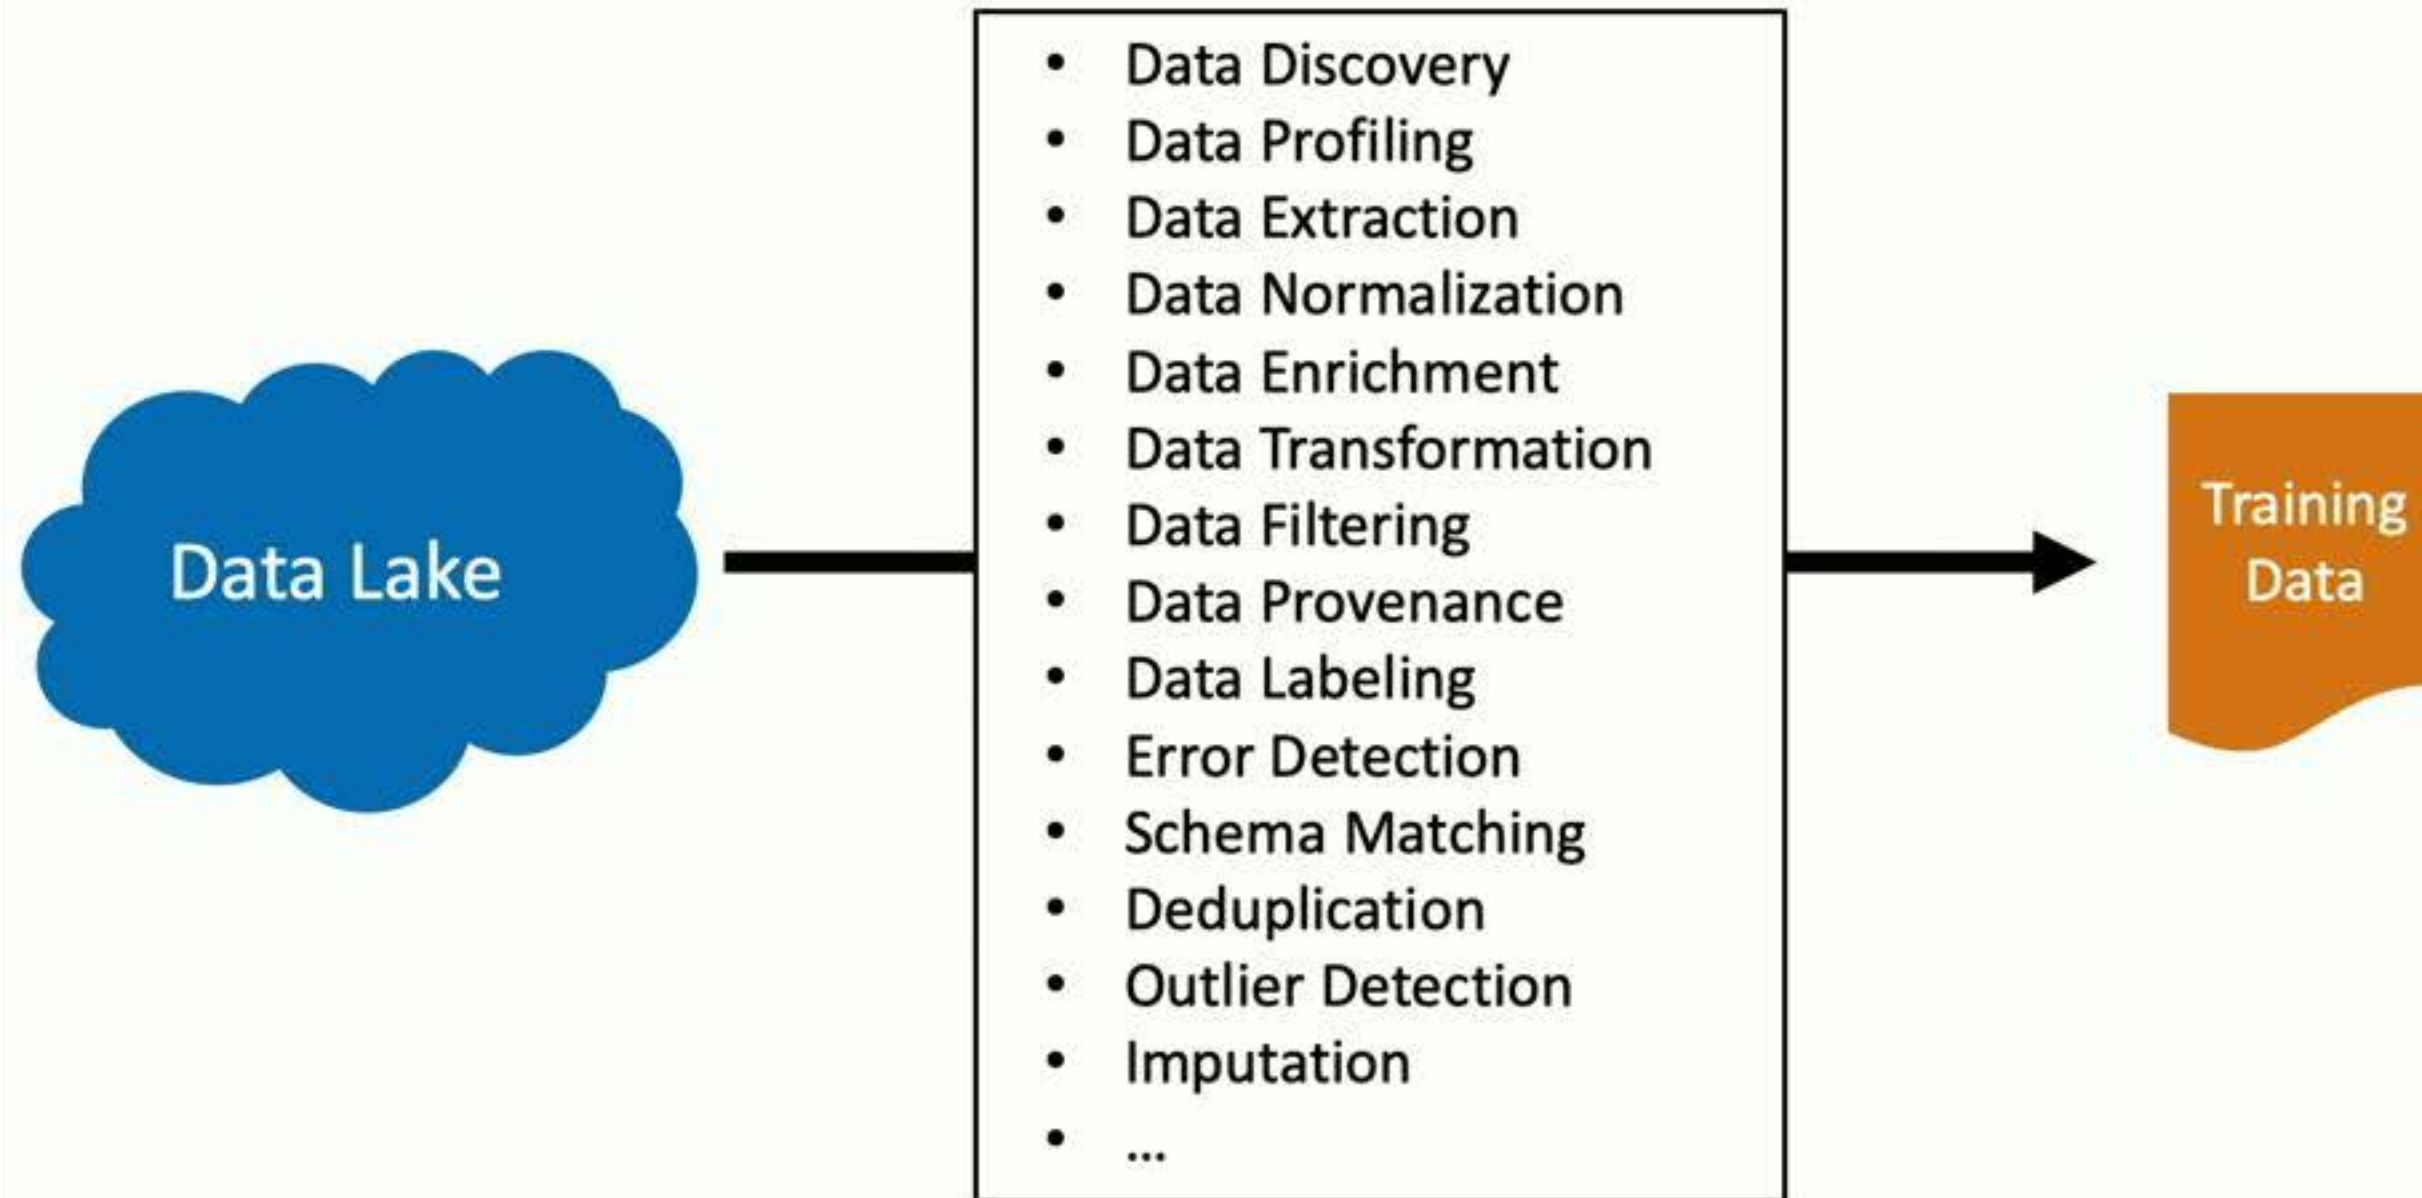 Data Lake
• Data Discovery
• Data Profiling
• Data Extraction
• Data Normalization
• Data Enrichment
• Data Transformation
• Data Filtering
• Data Provenance
• Data Labeling
• Error Detection
• Schema Matching
• Deduplication
• Outlier Detection
• Imputation
• ...
Training
Data